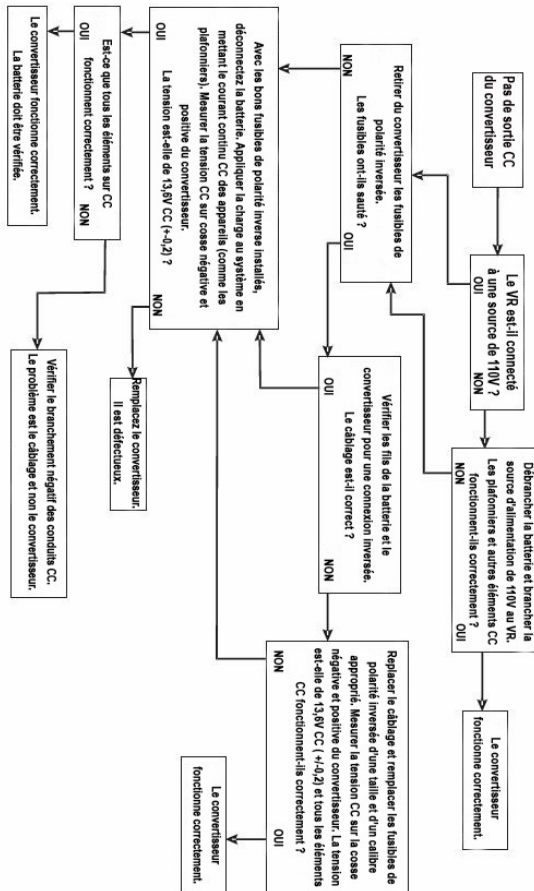 Pas de sortie CC
du convertisseur
Le VR est-il connecté
à une source de 110V ?
OUI NON
Débrancher la batterie et brancher la
source d'alimentation de 110V au VR.
Les plafonniers et autres éléments CC
fonctionnent-ils correctement ?
NON OUI
Le convertisseur
fonctionne correctement.
Retirer du convertisseur les fusibles de
polarité inversée.
Les fusibles ont-ils sauté ?
NON OUI
Vérifier les fils de la batterie et le
convertisseur pour une connexion inversée.
Le câblage est-il correct ?
OUI NON
Replacer le câblage et remplacer les fusibles de
polarité inversée d'une taille et d'un calibre
approprié. Mesurer la tension CC sur la cosse
négative et positive du convertisseur. La tension
est-elle de 13,6V CC ( +/-0,2) et tous les éléments
CC fonctionnent-ils correctement ?
NON OUI
Le convertisseur
fonctionne correctement.
Avec les bons fusibles de polarité inverse installés,
déconnectez la batterie. Appliquer la charge au système en
mettant le courant continu CC des appareils (comme les
plafonniers). Mesurer la tension CC sur cosse négative et
positive du convertisseur.
La tension est-elle de 13,6V CC (+-0,2) ?
OUI NON
Remplacez le convertisseur.
Il est défectueux.
Est-ce que tous les éléments sur CC
fonctionnent correctement ?
OUI NON
Le convertisseur fonctionne correctement.
La batterie doit être vérifiée.
Vérifier le branchement négatif des conduits CC.
Le problème est le câblage et non le convertisseur.